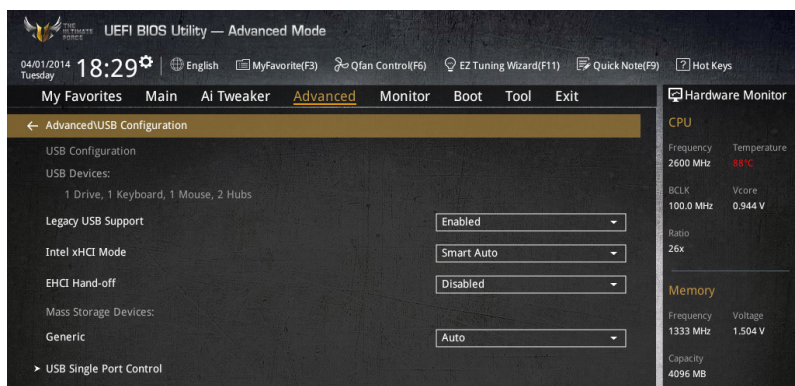 THE ULTIMATE FORCE
UEFI BIOS Utility — Advanced Mode
04/01/2014 Tuesday 18:29 English MyFavorite(F3) Qfan Control(F6) EZ Tuning Wizard(F11) Quick Note(F9) ? Hot Keys
My Favorites Main Ai Tweaker Advanced Monitor Boot Tool Exit
← Advanced\USB Configuration
USB Configuration
USB Devices:
1 Drive, 1 Keyboard, 1 Mouse, 2 Hubs
Legacy USB Support Enabled
Intel xHCI Mode Smart Auto
EHCI Hand-off Disabled
Mass Storage Devices:
Generic Auto
> USB Single Port Control
Hardware Monitor
CPU
Frequency Temperature
2600 MHz 88°C
BCLK Vcore
100.0 MHz 0.944 V
Ratio
26x
Memory
Frequency Voltage
1333 MHz 1.504 V
Capacity
4096 MB